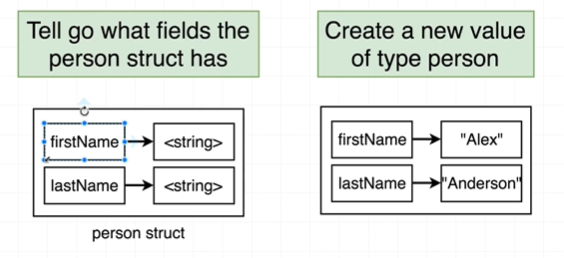 Tell go what fields the
person struct has
firstName
<string>
lastName
<string>
person struct
Create a new value
of type person
firstName
"Alex"
lastName
"Anderson"